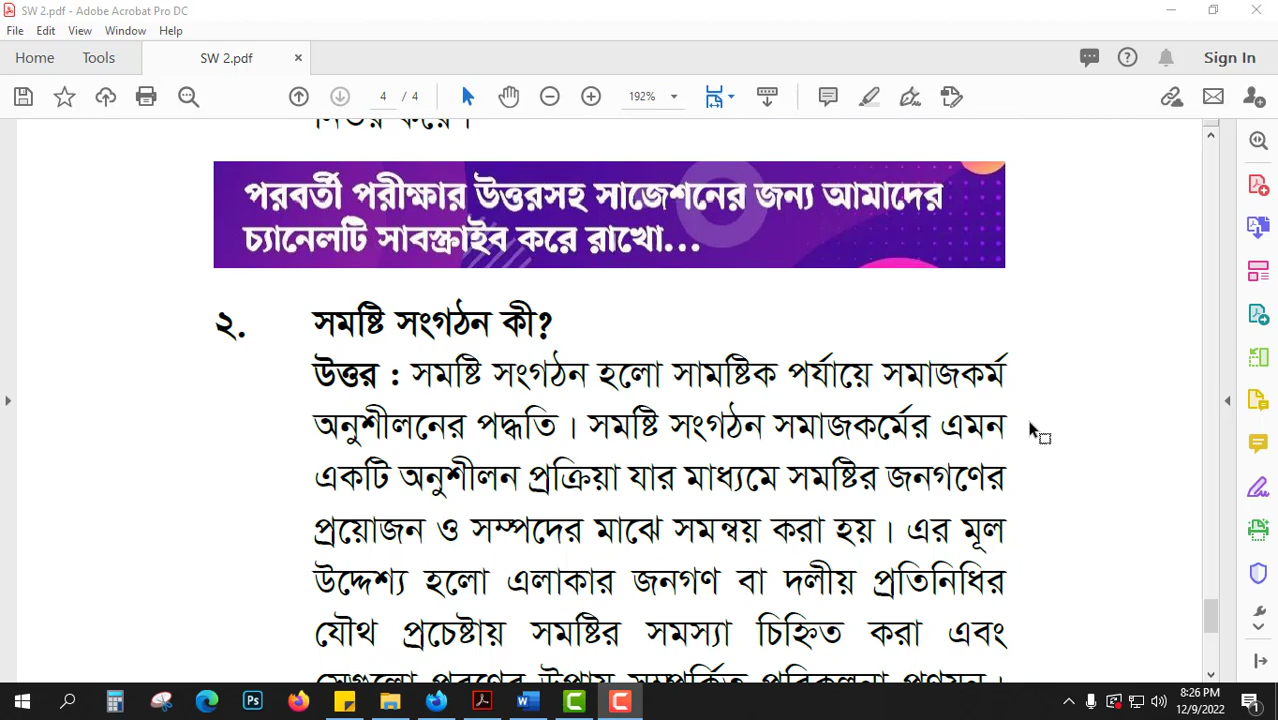 SW 2.pdf - Adobe Acrobat Pro DC
File Edit View Window Help
Home Tools SW 2.pdf × Sign In
4 / 4 192%
পরবর্তী পরীক্ষার উত্তরসহ সাজেশনের জন্য আমাদের
চ্যানেলটি সাবস্ক্রাইব করে রাখো...
২. সমষ্টি সংগঠন কী?
উত্তর : সমষ্টি সংগঠন হলো সামষ্টিক পর্যায়ে সমাজকর্ম
অনুশীলনের পদ্ধতি। সমষ্টি সংগঠন সমাজকর্মের এমন
একটি অনুশীলন প্রক্রিয়া যার মাধ্যমে সমষ্টির জনগণের
প্রয়োজন ও সম্পদের মাঝে সমন্বয় করা হয়। এর মূল
উদ্দেশ্য হলো এলাকার জনগণ বা দলীয় প্রতিনিধির
যৌথ প্রচেষ্টায় সমষ্টির সমস্যা চিহ্নিত করা এবং
8:26 PM
12/9/2022